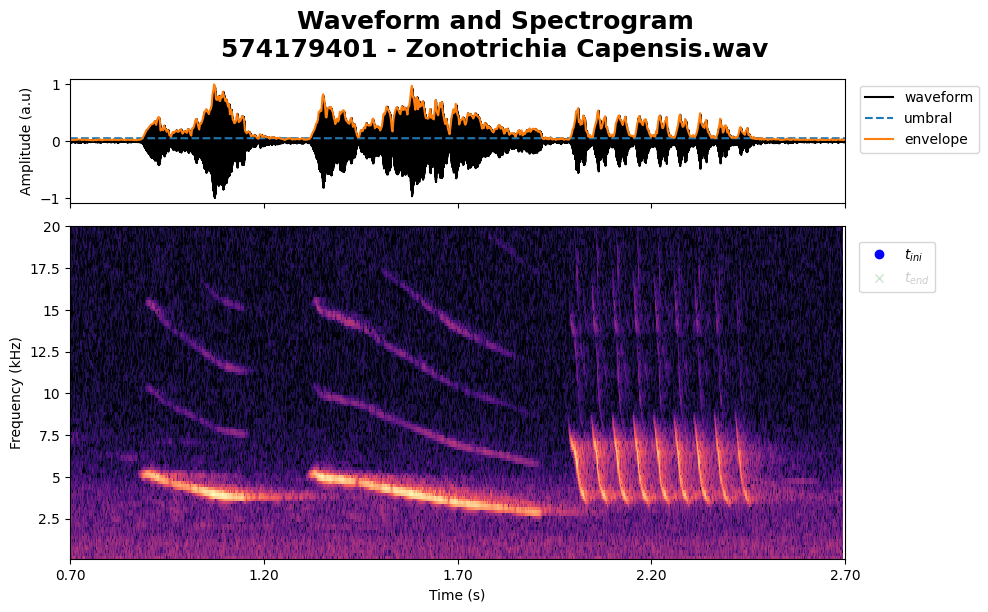 Waveform and Spectrogram
574179401 - Zonotrichia Capensis.wav
1
0
−1
Amplitude (a.u)
waveform
umbral
envelope
20
17.5
15
12.5
10
7.5
5
2.5
Frequency (kHz)
t_ini
t_end
0.70 1.20 1.70 2.20 2.70
Time (s)